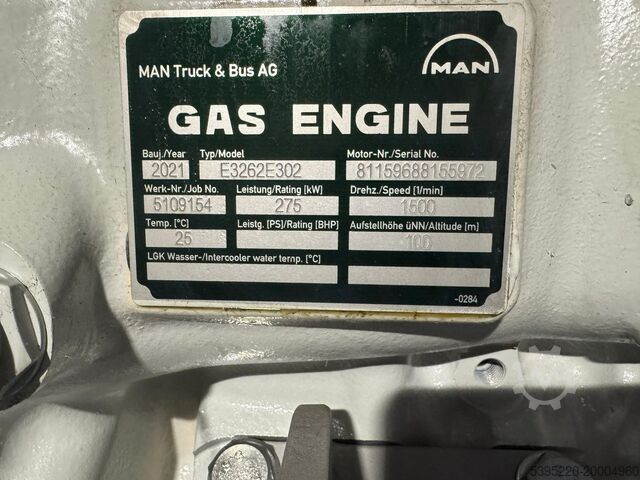 MAN Truck & Bus AG
MAN
GAS ENGINE
Bauj./Year Typ/Model Motor-Nr./Serial No.
2021 E3262E302 81159688155972
Werk-Nr./Job No. Leistung/Rating [kW] Drehz./Speed [1/min]
5109154 275 1500
Temp. [°C] Leistg. [PS]/Rating [BHP] Aufstellhöhe üNN/Altitude [m]
25 100
LGK Wasser-/Intercooler water temp. [°C]
-0284
5395220-20004960